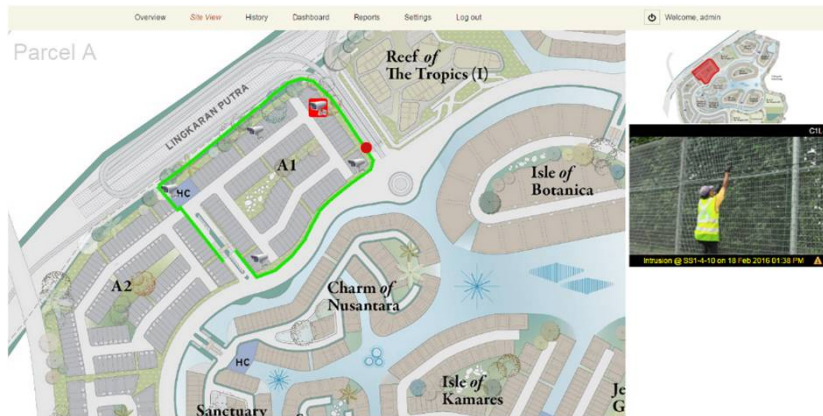 Overview Site View History Dashboard Reports Settings Log out Welcome, admin
Parcel A
Reef of
The Tropics (I)
LINGKARAN PUTRA
A1
HC
Isle of
Botanica
A2
Charm of
Nusantara
HC
Isle of
Kamares
Je
G
Sanctuary
C1L
Intrusion @ SS1-4-10 on 18 Feb 2016 01:38 PM